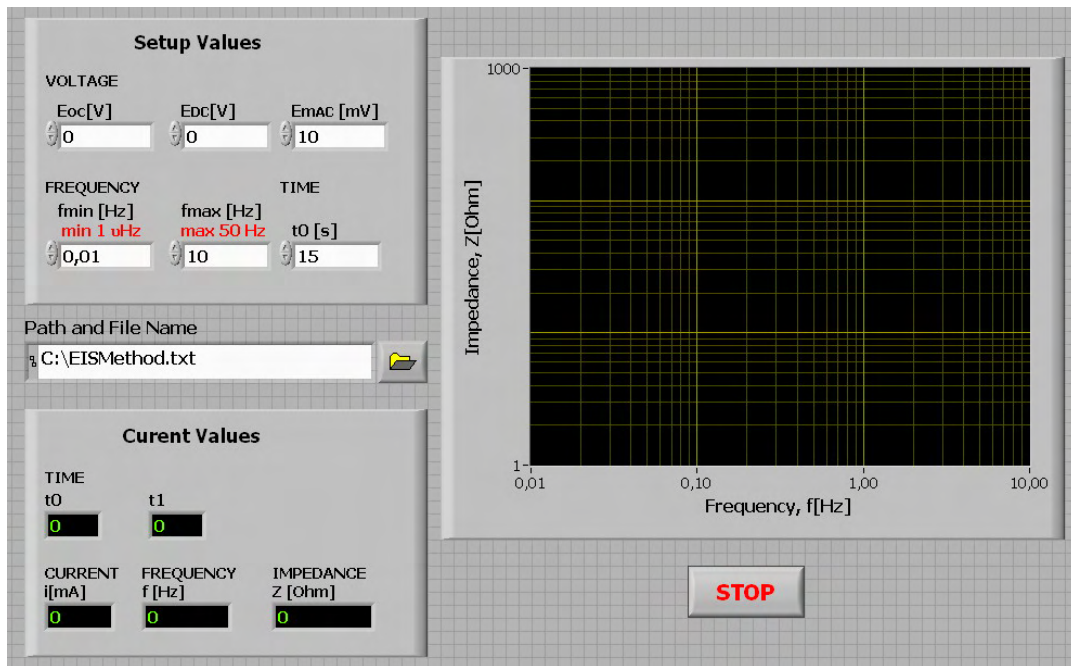 Setup Values
VOLTAGE
Eoc[V] EDC[V] EmAC [mV]
0 0 10
FREQUENCY TIME
fmin [Hz] fmax [Hz]
min 1 uHz max 50 Hz t0 [s]
0,01 10 15
Path and File Name
C:\EISMethod.txt
Curent Values
TIME
t0 t1
0 0
CURRENT FREQUENCY IMPEDANCE
i[mA] f [Hz] Z [Ohm]
0 0 0
1000
Impedance, Z[Ohm]
1
0,01 0,10 1,00 10,00
Frequency, f[Hz]
STOP